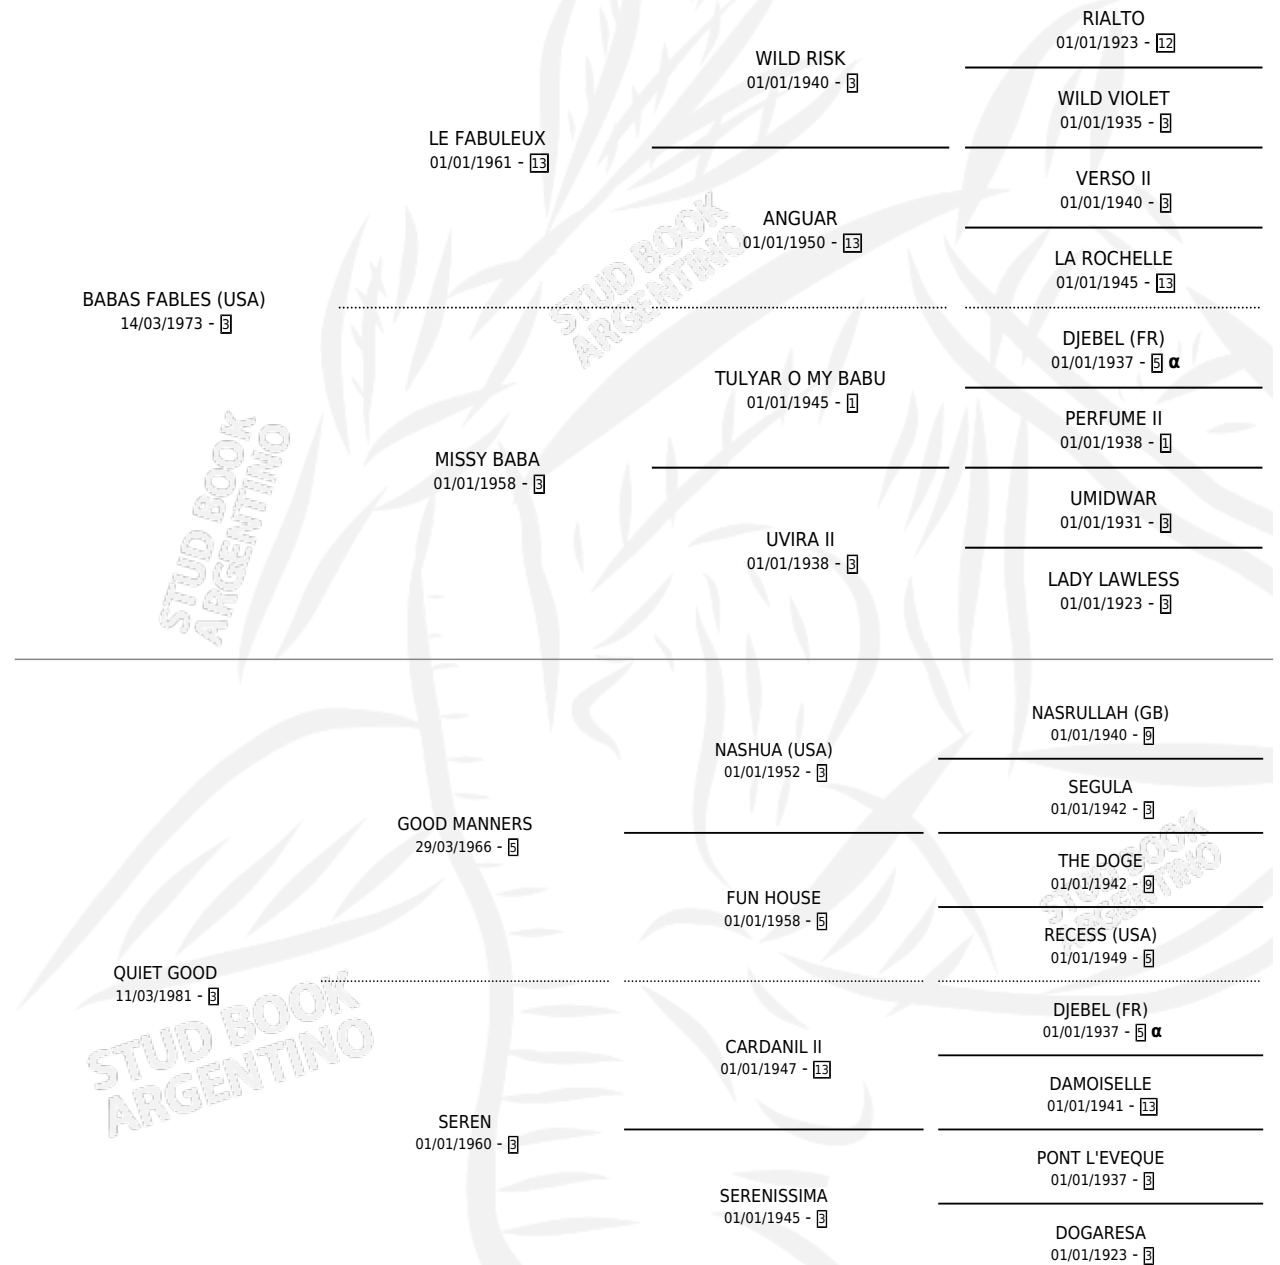 RIALTO
01/01/1923 - 12
WILD RISK
01/01/1940 - 3
WILD VIOLET
01/01/1935 - 3
LE FABULEUX
01/01/1961 - 13
VERSO II
01/01/1940 - 3
ANGUAR
01/01/1950 - 13
LA ROCHELLE
01/01/1945 - 13
BABAS FABLES (USA)
14/03/1973 - 3
DJEBEL (FR)
01/01/1937 - 5 α
TULYAR O MY BABU
01/01/1945 - 1
PERFUME II
01/01/1938 - 1
MISSY BABA
01/01/1958 - 3
UMIDWAR
01/01/1931 - 3
UVIRA II
01/01/1938 - 3
LADY LAWLESS
01/01/1923 - 3
STUD BOOK
ARGENTINO
STUD BOOK
ARGENTINO
NASRULLAH (GB)
01/01/1940 - 9
NASHUA (USA)
01/01/1952 - 3
SEGULA
01/01/1942 - 3
GOOD MANNERS
29/03/1966 - 5
THE DOGE
01/01/1942 - 9
FUN HOUSE
01/01/1958 - 5
RECESS (USA)
01/01/1949 - 5
QUIET GOOD
11/03/1981 - 3
DJEBEL (FR)
01/01/1937 - 5 α
CARDANIL II
01/01/1947 - 13
DAMOISELLE
01/01/1941 - 13
SEREN
01/01/1960 - 3
PONT L'EVEQUE
01/01/1937 - 3
SERENISSIMA
01/01/1945 - 3
DOGARESA
01/01/1923 - 3
STUD BOOK
ARGENTINO
STUD BOOK
ARGENTINO